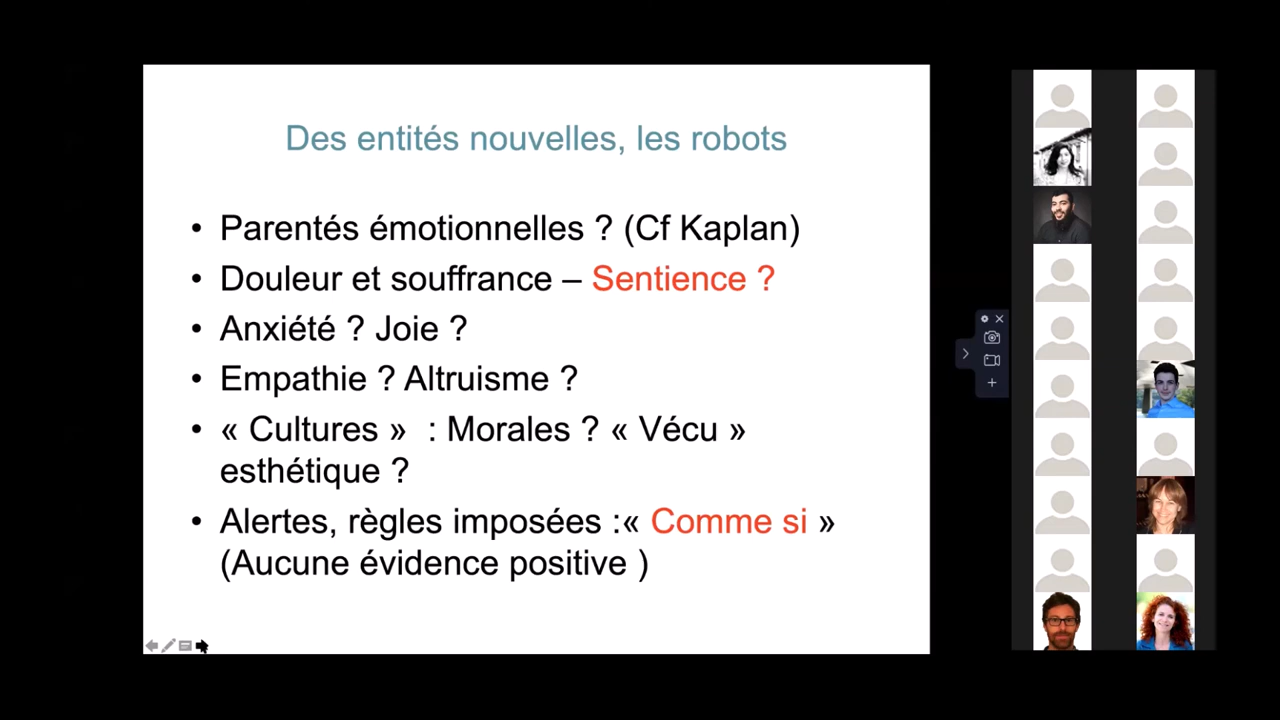 Des entités nouvelles, les robots
• Parentés émotionnelles ? (Cf Kaplan)
• Douleur et souffrance – Sentience ?
• Anxiété ? Joie ?
• Empathie ? Altruisme ?
• « Cultures »  : Morales ? « Vécu »
esthétique ?
• Alertes, règles imposées :« Comme si »
(Aucune évidence positive )